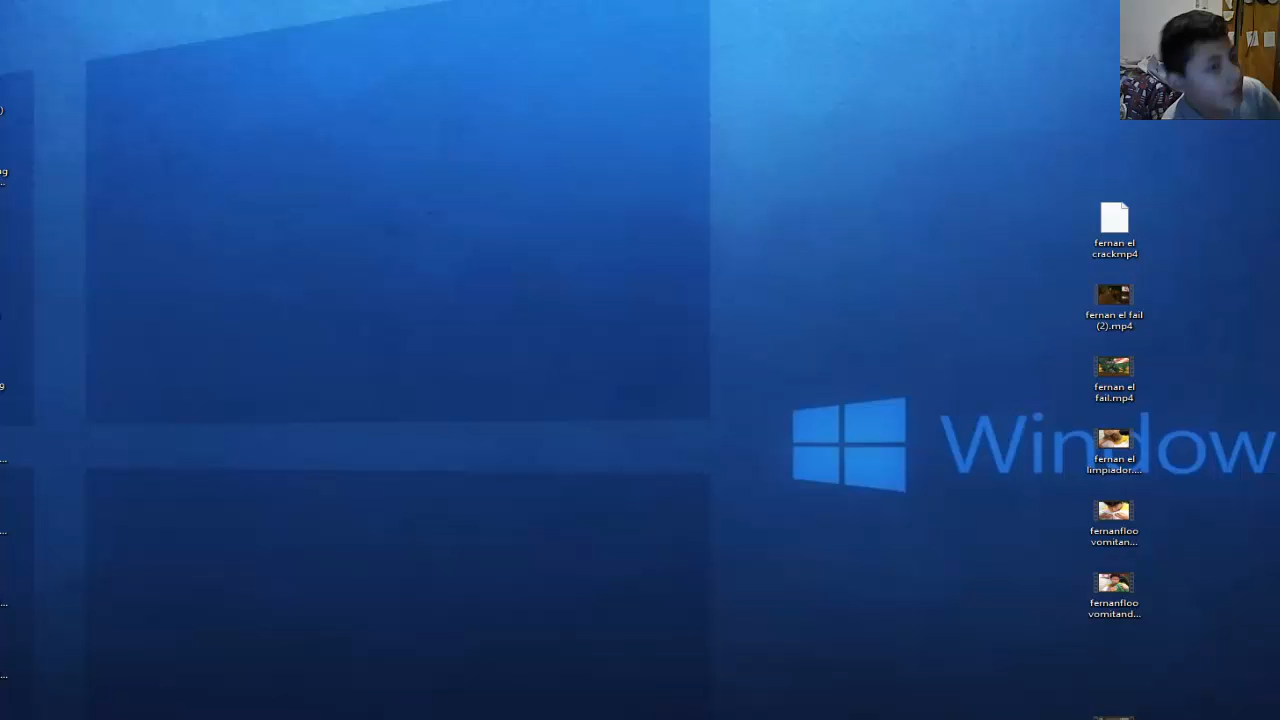 fernan el
crackmp4
fernan el fail
(2).mp4
fernan el
fail.mp4
Window
fernan el
limpiador....
fernanfloo
vomitan...
fernanfloo
vomitand...